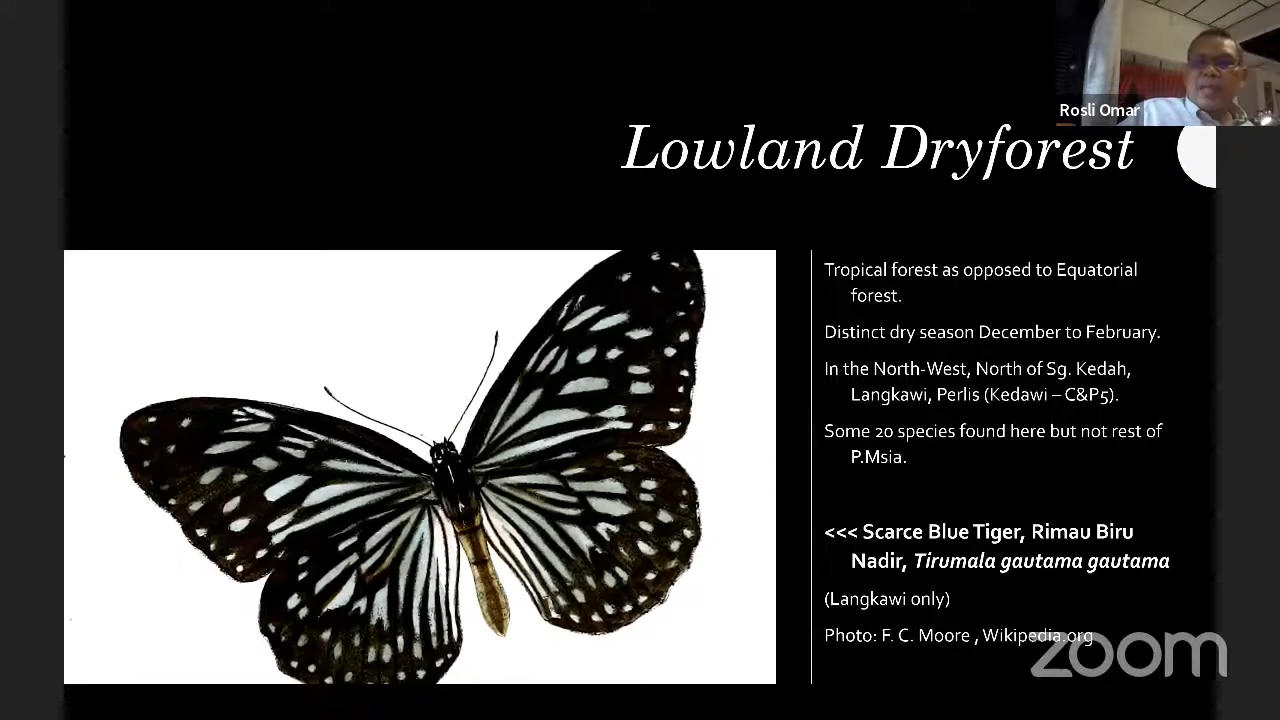 Rosli Omar
Lowland Dryforest
Tropical forest as opposed to Equatorial
forest.
Distinct dry season December to February.
In the North-West, North of Sg. Kedah,
Langkawi, Perlis (Kedawi – C&P5).
Some 20 species found here but not rest of
P.Msia.
<<< Scarce Blue Tiger, Rimau Biru
Nadir, Tirumala gautama gautama
(Langkawi only)
Photo: F. C. Moore , Wikipedia.org
zoom